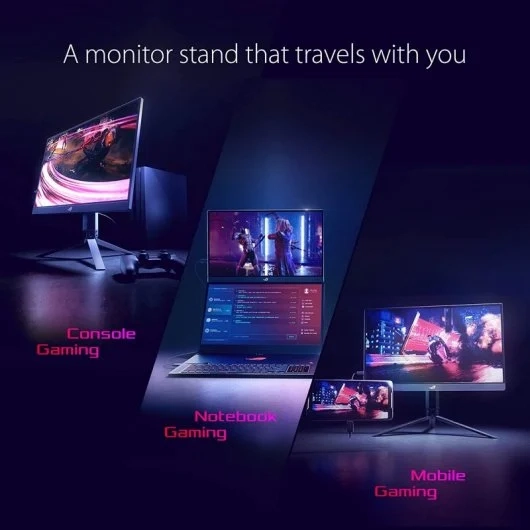 A monitor stand that travels with you
Console
Gaming
Notebook
Gaming
Mobile
Gaming